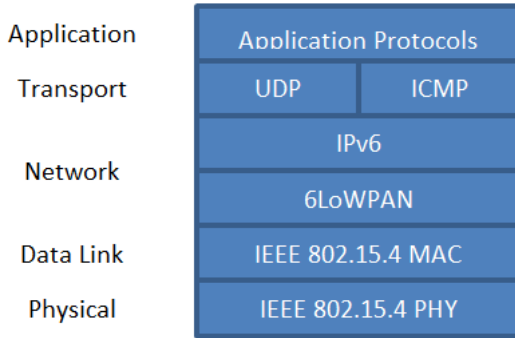 Application
Application Protocols
Transport
UDP
ICMP
Network
IPv6
6LoWPAN
Data Link
IEEE 802.15.4 MAC
Physical
IEEE 802.15.4 PHY